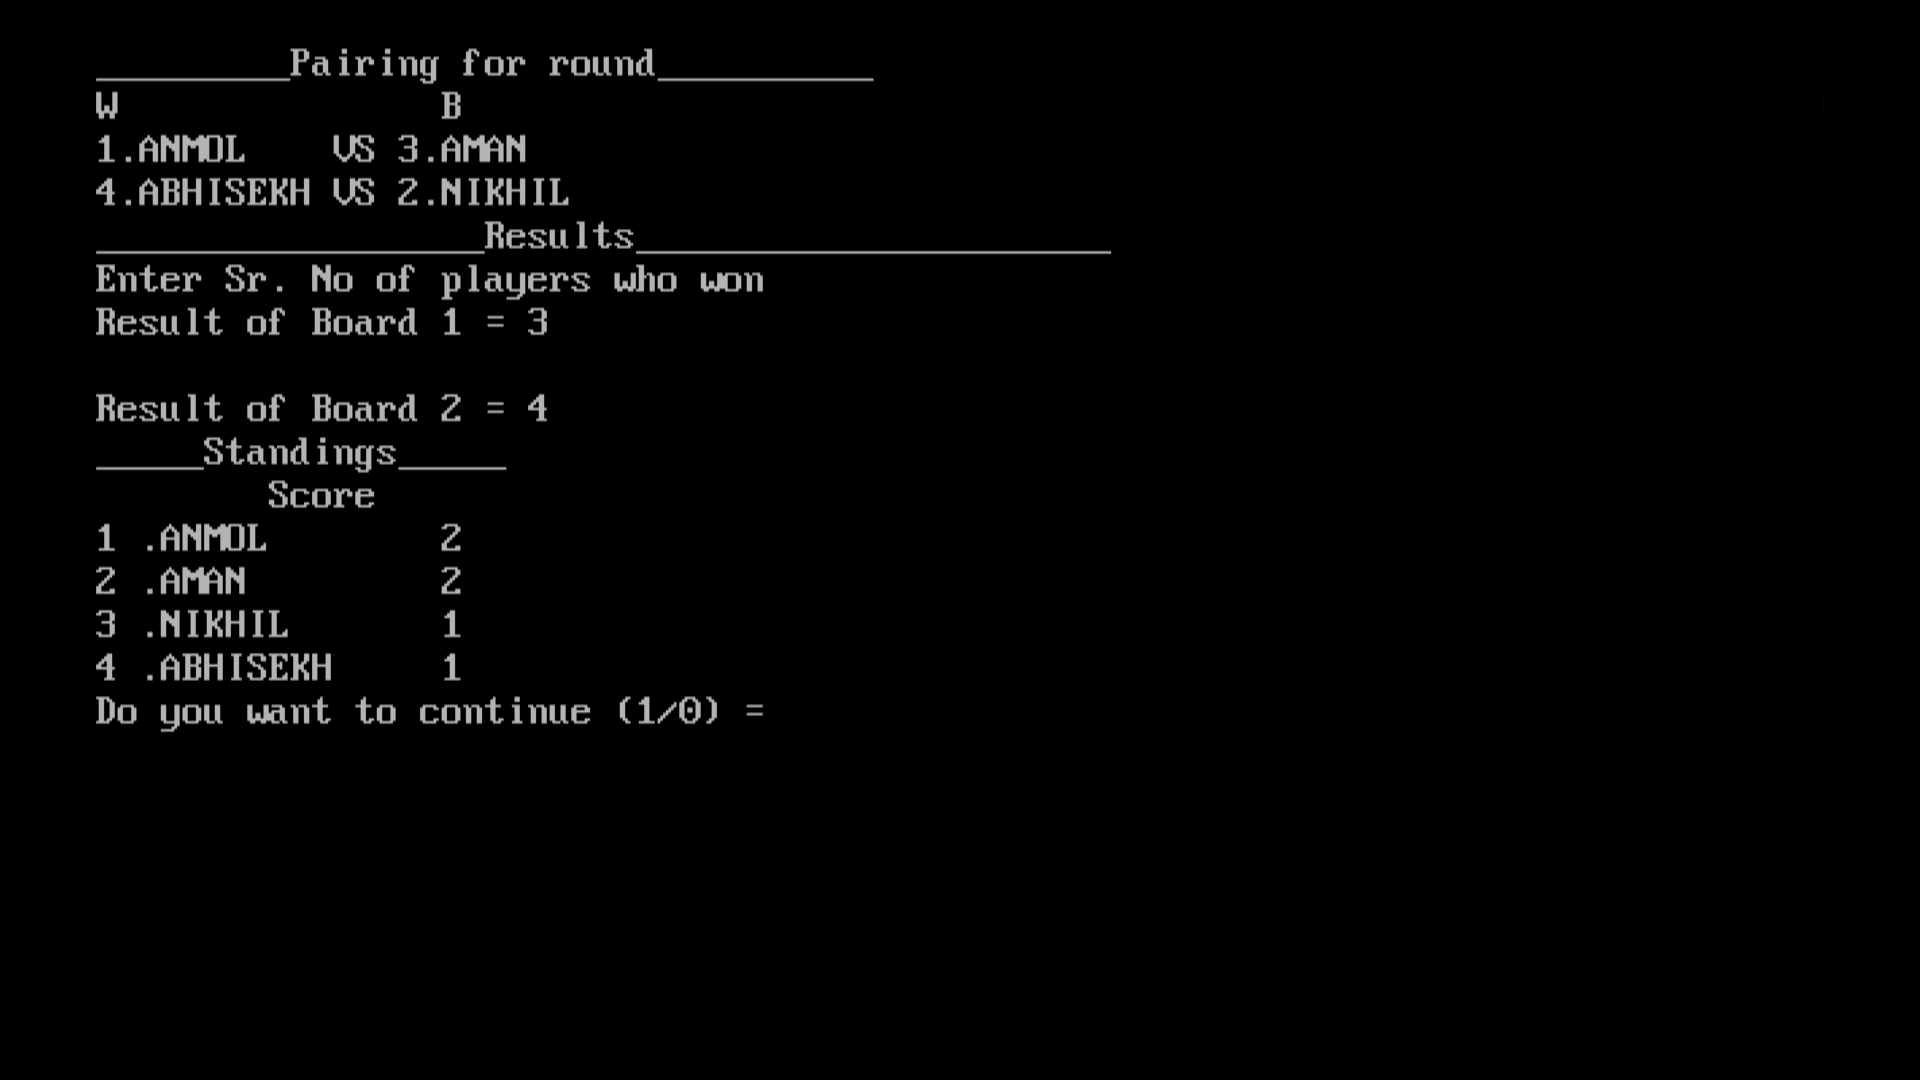 _________Pairing for round__________
W               B
1.ANMOL    VS 3.AMAN
4.ABHISEKH VS 2.NIKHIL
__________________Results______________________
Enter Sr. No of players who won
Result of Board 1 = 3
Result of Board 2 = 4
_____Standings_____
        Score
1 .ANMOL        2
2 .AMAN         2
3 .NIKHIL       1
4 .ABHISEKH     1
Do you want to continue (1/0) =